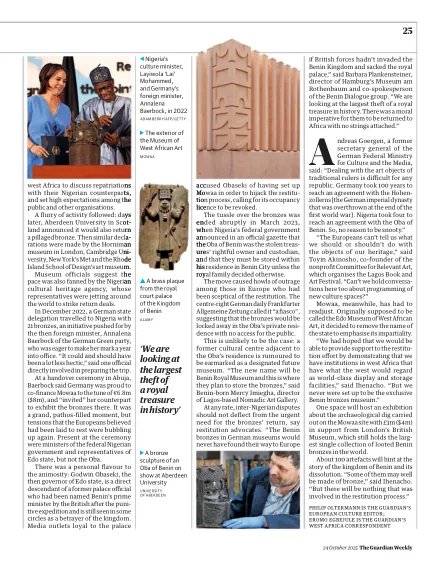 25
◀ Nigeria's
culture minister,
Layiwola 'Lai'
Mohammed,
and Germany's
foreign minister,
Annalena
Baerbock, in 2022
ADAM BERRY/AFP/GETTY
▶ The exterior of
the Museum of
West African Art
MOWAA
▲ A brass plaque
from the royal
court palace
of the Kingdom
of Benin
ALAMY
'We are
looking at
the largest
theft of
a royal
treasure
in history'
▶ A bronze
sculpture of an
Oba of Benin on
show at Aberdeen
University
UNIVERSITY
OF ABERDEEN
west Africa to discuss repatriations
with their Nigerian counterparts,
and set high expectations among the
public and other organisations.
A flurry of activity followed: days
later, Aberdeen University in Scot-
land announced it would also return
a pillaged bronze. Then similar decla-
rations were made by the Horniman
museum in London, Cambridge Uni-
versity, New York's Met and the Rhode
Island School of Design's art museum.
Museum officials suggest the
pace was also fanned by the Nigerian
cultural heritage agency, whose
representatives were jetting around
the world to strike return deals.
In December 2022, a German state
delegation travelled to Nigeria with
21 bronzes, an initiative pushed for by
the then foreign minister, Annalena
Baerbock of the German Green party,
who was eager to make her mark a year
into office. "It could and should have
been a lot less hectic," said one official
directly involved in preparing the trip.
At a handover ceremony in Abuja,
Baerbock said Germany was proud to
co-finance Mowaa to the tune of €6.8m
($8m), and "invited" her counterpart
to exhibit the bronzes there. It was
a grand, pathos-filled moment, but
tensions that the Europeans believed
had been laid to rest were bubbling
up again. Present at the ceremony
were ministers of the federal Nigerian
government and representatives of
Edo state, but not the Oba.
There was a personal flavour to
the animosity: Godwin Obaseki, the
then governor of Edo state, is a direct
descendant of a former palace official
who had been named Benin's prime
minister by the British after the puni-
tive expedition and is still seen in some
circles as a betrayer of the kingdom.
Media outlets loyal to the palace
accused Obaseki of having set up
Mowaa in order to hijack the restitu-
tion process, calling for its occupancy
licence to be revoked.
The tussle over the bronzes was
ended abruptly in March 2023,
when Nigeria's federal government
announced in an official gazette that
the Oba of Benin was the stolen treas-
ures' rightful owner and custodian,
and that they must be stored within
his residence in Benin City unless the
royal family decided otherwise.
The move caused howls of outrage
among those in Europe who had
been sceptical of the restitution. The
centre-right German daily Frankfurter
Allgemeine Zeitung called it "a fiasco",
suggesting that the bronzes would be
locked away in the Oba's private resi-
dence with no access for the public.
This is unlikely to be the case: a
former cultural centre adjacent to
the Oba's residence is rumoured to
be earmarked as a designated future
museum. "The new name will be
Benin Royal Museum and this is where
they plan to store the bronzes," said
Benin-born Mercy Imiegha, director
of Lagos-based Nomadic Art Gallery.
At any rate, inter-Nigerian disputes
should not deflect from the urgent
need for the bronzes' return, say
restitution advocates. "The Benin
bronzes in German museums would
never have found their way to Europe
if British forces hadn't invaded the
Benin Kingdom and sacked the royal
palace," said Barbara Plankensteiner,
director of Hamburg's Museum am
Rothenbaum and co-spokesperson
of the Benin Dialogue group. "We are
looking at the largest theft of a royal
treasure in history. There was a moral
imperative for them to be returned to
Africa with no strings attached."
Andreas Goergen, a former
secretary general of the
German Federal Ministry
for Culture and the Media,
said: "Dealing with the art objects of
traditional rulers is difficult for any
republic. Germany took 100 years to
reach an agreement with the Hohen-
zollerns [the German imperial dynasty
that was overthrown at the end of the
first world war]. Nigeria took four to
reach an agreement with the Oba of
Benin. So, no reason to be snooty."
"The Europeans can't tell us what
we should or shouldn't do with
the objects of our heritage," said
Toyin Akinosho, co-founder of the
nonprofit Committee for Relevant Art,
which organises the Lagos Book and
Art Festival. "Can't we hold conversa-
tions here too about programming of
new culture spaces?"
Mowaa, meanwhile, has had to
readjust. Originally supposed to be
called the Edo Museum of West African
Art, it decided to remove the name of
the state to emphasise its impartiality.
"We had hoped that we would be
able to provide support to the restitu-
tion effort by demonstrating that we
have institutions in west Africa that
have what the west would regard
as world-class display and storage
facilities," said Ihenacho. "But we
never were set up to be the exclusive
Benin bronzes museum."
One space will host an exhibition
about the archaeological dig carried
out on the Mowaa site with £3m ($4m)
in support from London's British
Museum, which still holds the larg-
est single collection of looted Benin
bronzes in the world.
About 100 artefacts will hint at the
story of the kingdom of Benin and its
dissolution. "Some of them may well
be made of bronze," said Ihenacho.
"But there will be nothing that was
involved in the restitution process."
PHILIP OLTERMANN IS THE GUARDIAN'S
EUROPEAN CULTURE EDITOR;
EROMO EGBEJULE IS THE GUARDIAN'S
WEST AFRICA CORRESPONDENT
24 October 2025 The Guardian Weekly